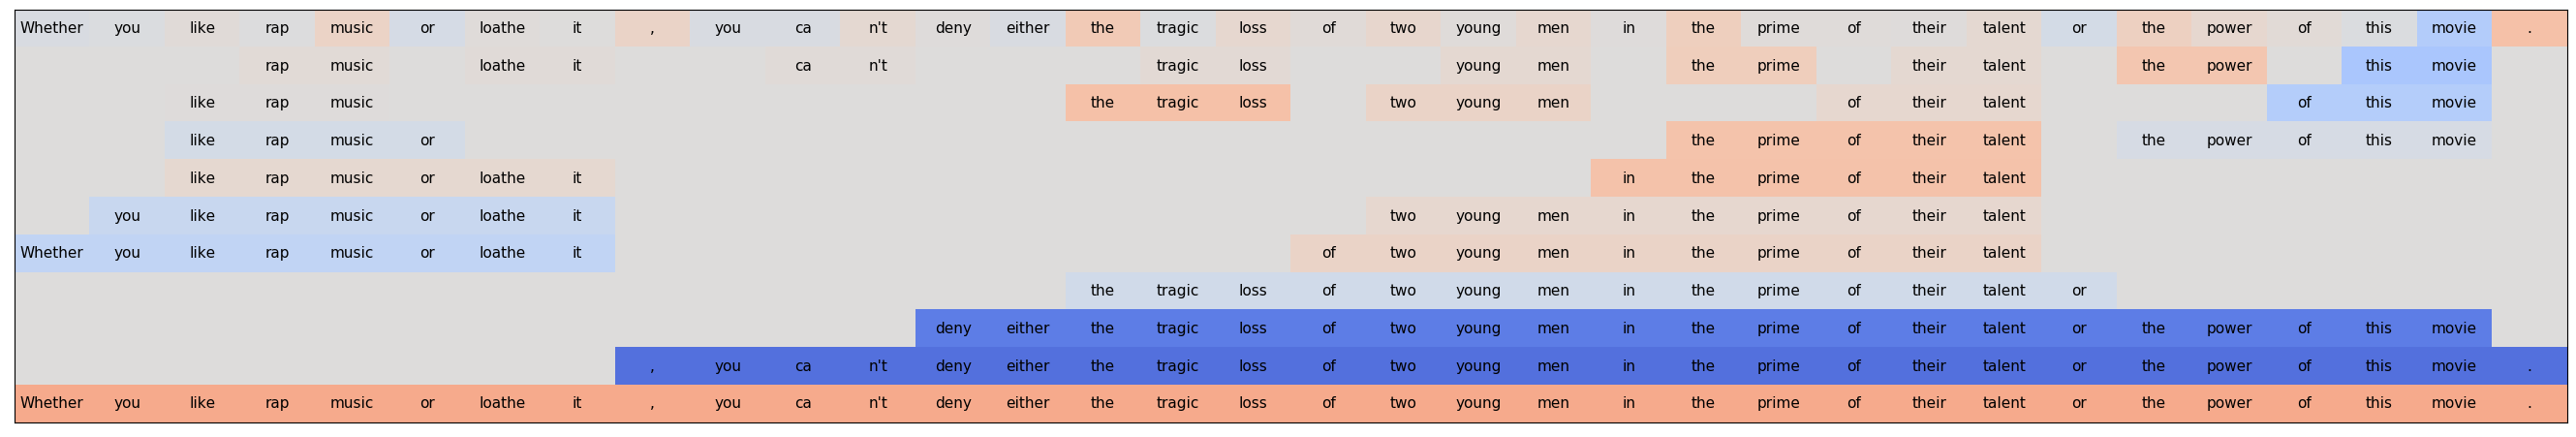 Whether you like rap music or loathe it , you ca n't deny either the tragic loss of two young men in the prime of their talent or the power of this movie .
rap music loathe it ca n't tragic loss young men the prime their talent the power this movie
like rap music the tragic loss two young men of their talent of this movie
like rap music or the prime of their talent the power of this movie
like rap music or loathe it in the prime of their talent
you like rap music or loathe it two young men in the prime of their talent
Whether you like rap music or loathe it of two young men in the prime of their talent
the tragic loss of two young men in the prime of their talent or
deny either the tragic loss of two young men in the prime of their talent or the power of this movie
, you ca n't deny either the tragic loss of two young men in the prime of their talent or the power of this movie .
Whether you like rap music or loathe it , you ca n't deny either the tragic loss of two young men in the prime of their talent or the power of this movie .